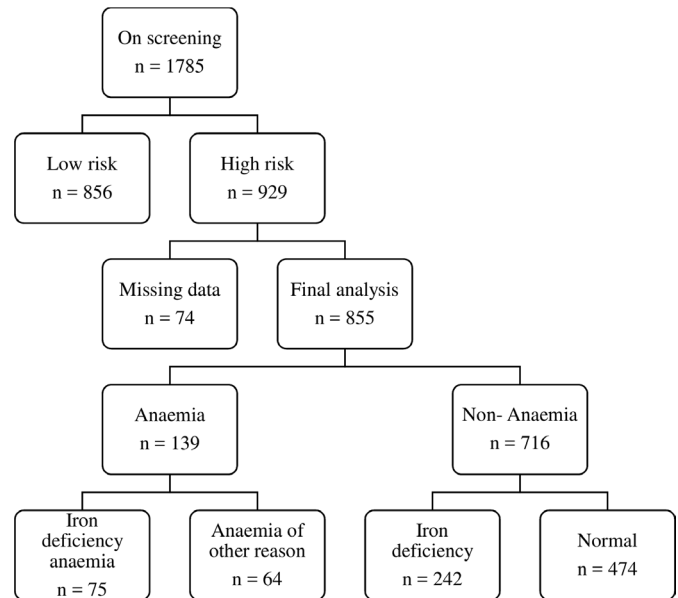 On screening
n = 1785
Low risk
n = 856
High risk
n = 929
Missing data
n = 74
Final analysis
n = 855
Anaemia
n = 139
Non- Anaemia
n = 716
Iron
deficiency
anaemia
n = 75
Anaemia of
other reason
n = 64
Iron
deficiency
n = 242
Normal
n = 474